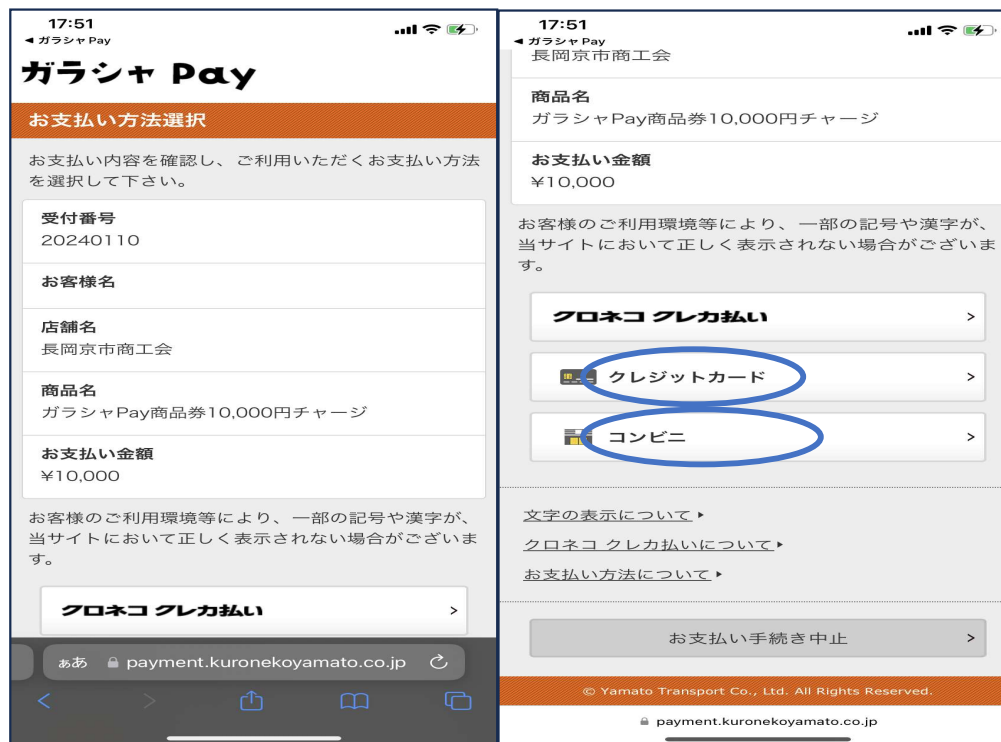 17:51
◀ ガラシャPay
ガラシャ Pay
お支払い方法選択
お支払い内容を確認し、ご利用いただくお支払い方法
を選択して下さい。
受付番号
20240110
お客様名
店舗名
長岡京市商工会
商品名
ガラシャPay商品券10,000円チャージ
お支払い金額
¥10,000
お客様のご利用環境等により、一部の記号や漢字が、
当サイトにおいて正しく表示されない場合がございま
す。
クロネコ クレカ払い >
ぁあ payment.kuronekoyamato.co.jp
17:51
◀ ガラシャPay
長岡京市商工会
商品名
ガラシャPay商品券10,000円チャージ
お支払い金額
¥10,000
お客様のご利用環境等により、一部の記号や漢字が、
当サイトにおいて正しく表示されない場合がございま
す。
クロネコ クレカ払い >
クレジットカード >
コンビニ >
文字の表示について
クロネコ クレカ払いについて
お支払い方法について
お支払い手続き中止 >
© Yamato Transport Co., Ltd. All Rights Reserved.
payment.kuronekoyamato.co.jp